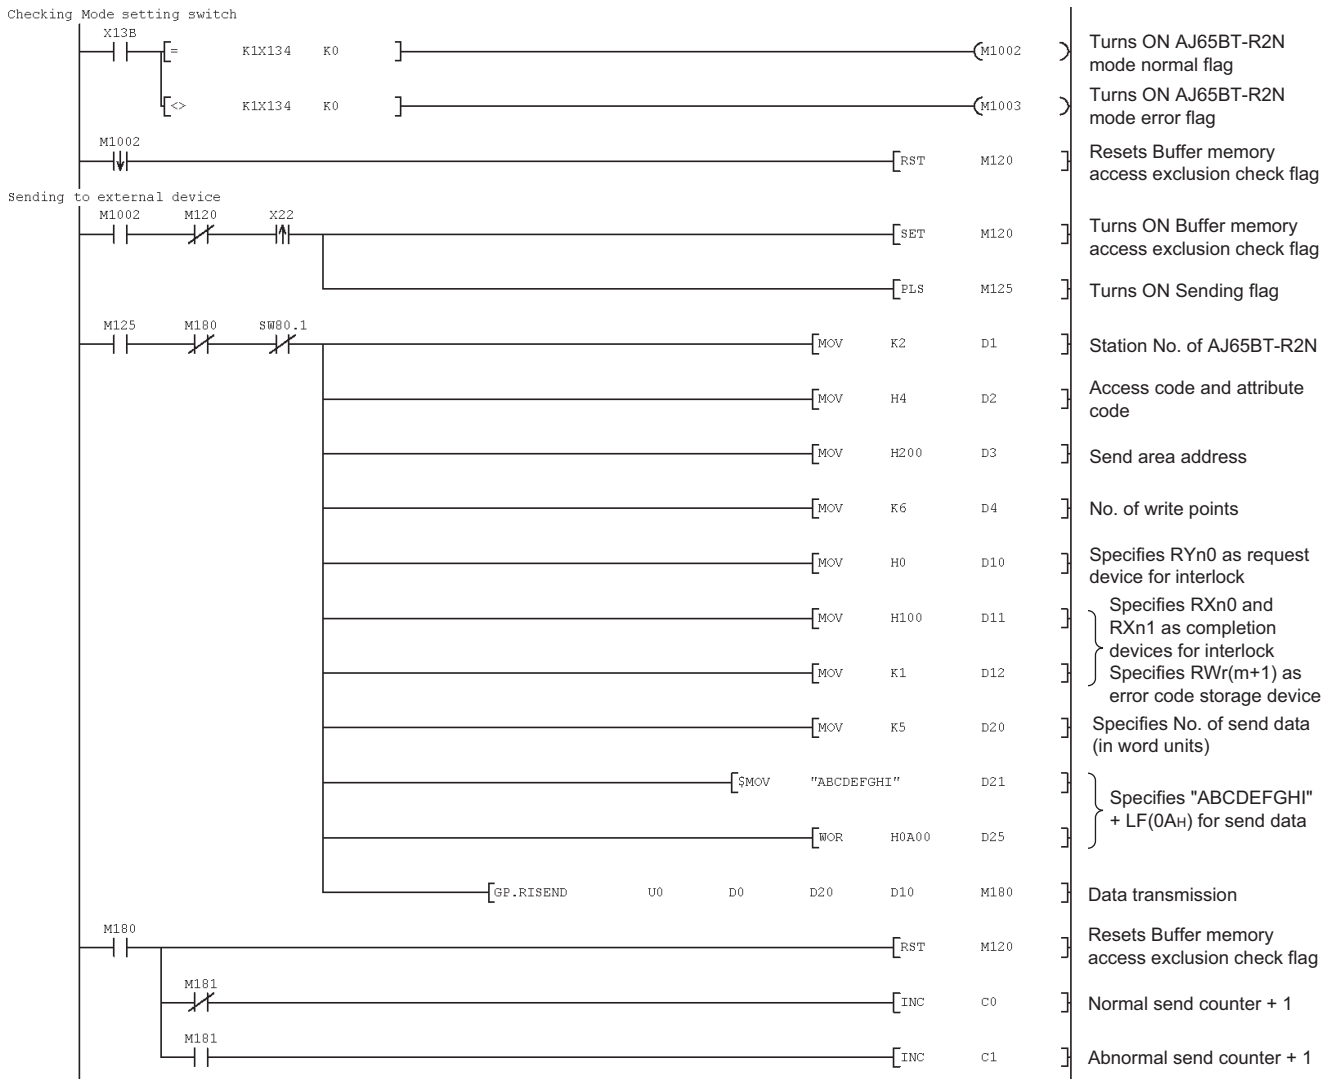 Checking Mode setting switch
X13B
= K1X134 K0 M1002
Turns ON AJ65BT-R2N
mode normal flag
<> K1X134 K0 M1003
Turns ON AJ65BT-R2N
mode error flag
M1002
RST M120
Resets Buffer memory
access exclusion check flag
Sending to external device
M1002 M120 X22
SET M120
Turns ON Buffer memory
access exclusion check flag
PLS M125
Turns ON Sending flag
M125 M180 SW80.1
MOV K2 D1
Station No. of AJ65BT-R2N
MOV H4 D2
Access code and attribute
code
MOV H200 D3
Send area address
MOV K6 D4
No. of write points
MOV H0 D10
Specifies RYn0 as request
device for interlock
MOV H100 D11
Specifies RXn0 and
RXn1 as completion
devices for interlock
MOV K1 D12
Specifies RWr(m+1) as
error code storage device
MOV K5 D20
Specifies No. of send data
(in word units)
$MOV "ABCDEFGHI" D21
Specifies "ABCDEFGHI"
+ LF(0AH) for send data
WOR H0A00 D25
GP.RISEND U0 D0 D20 D10 M180
Data transmission
M180
RST M120
Resets Buffer memory
access exclusion check flag
M181
INC C0
Normal send counter + 1
M181
INC C1
Abnormal send counter + 1